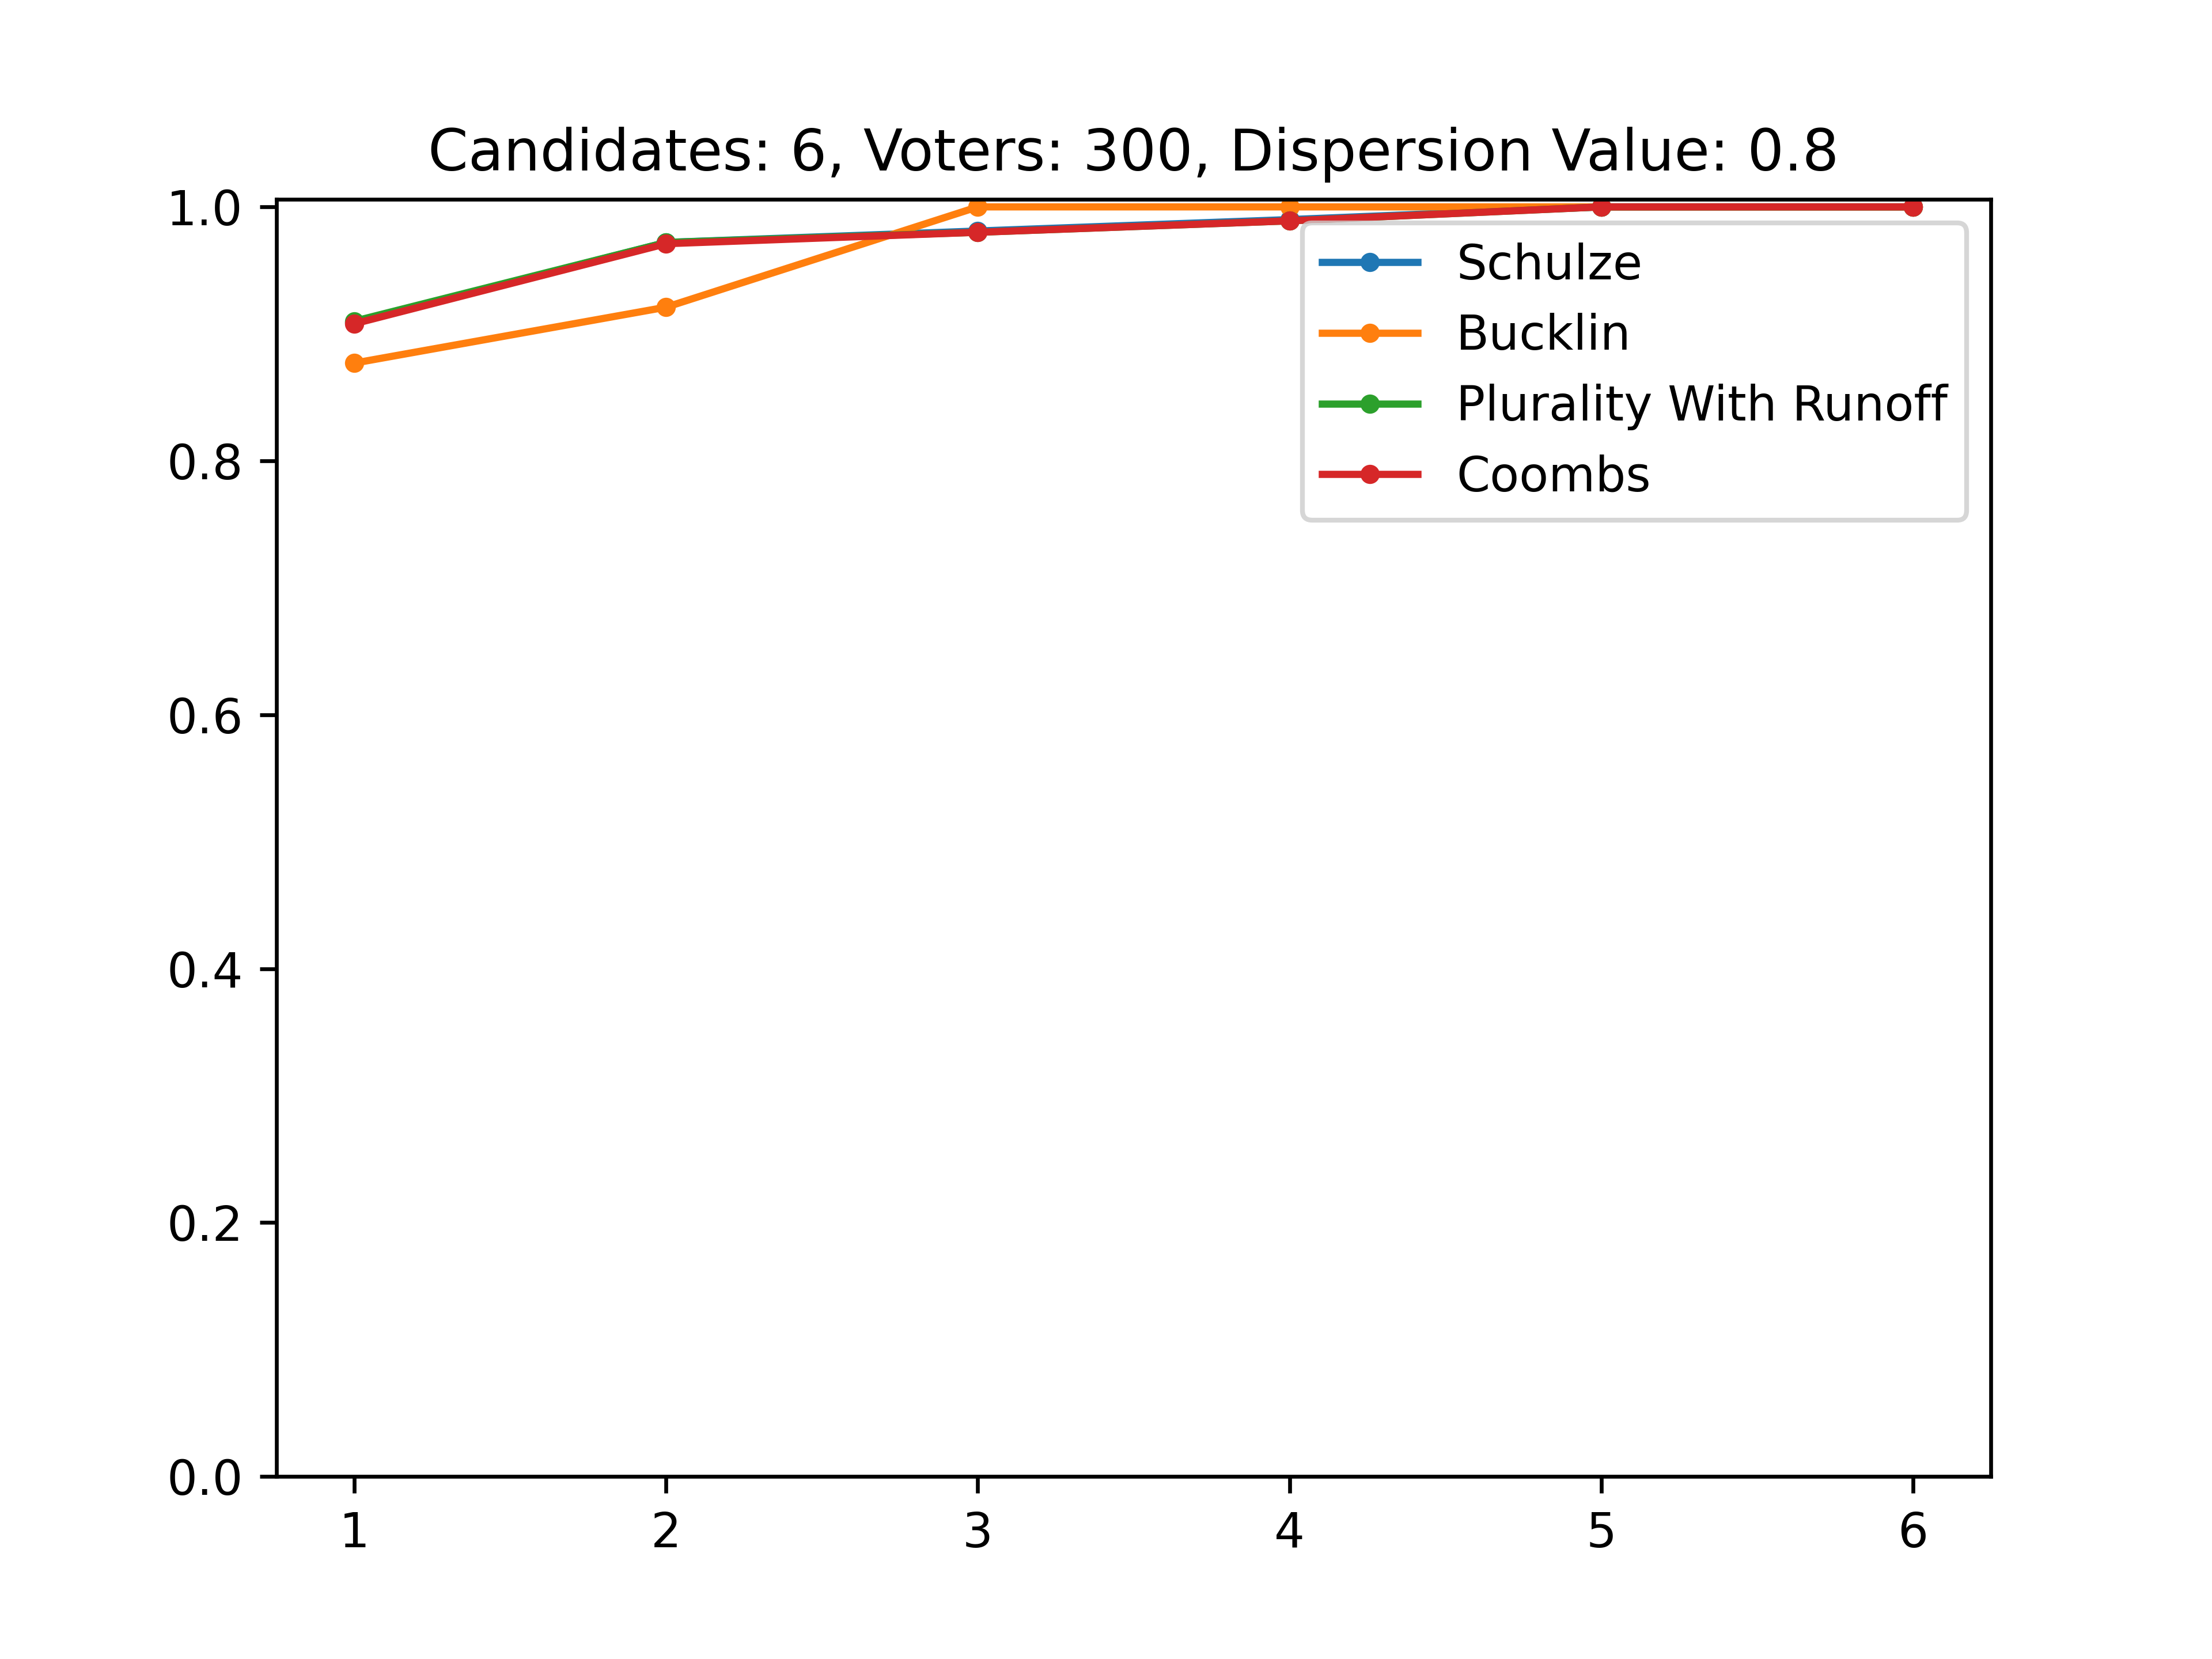 Candidates: 6, Voters: 300, Dispersion Value: 0.8
1.0
0.8
0.6
0.4
0.2
0.0
Schulze
Bucklin
Plurality With Runoff
Coombs
1 2 3 4 5 6